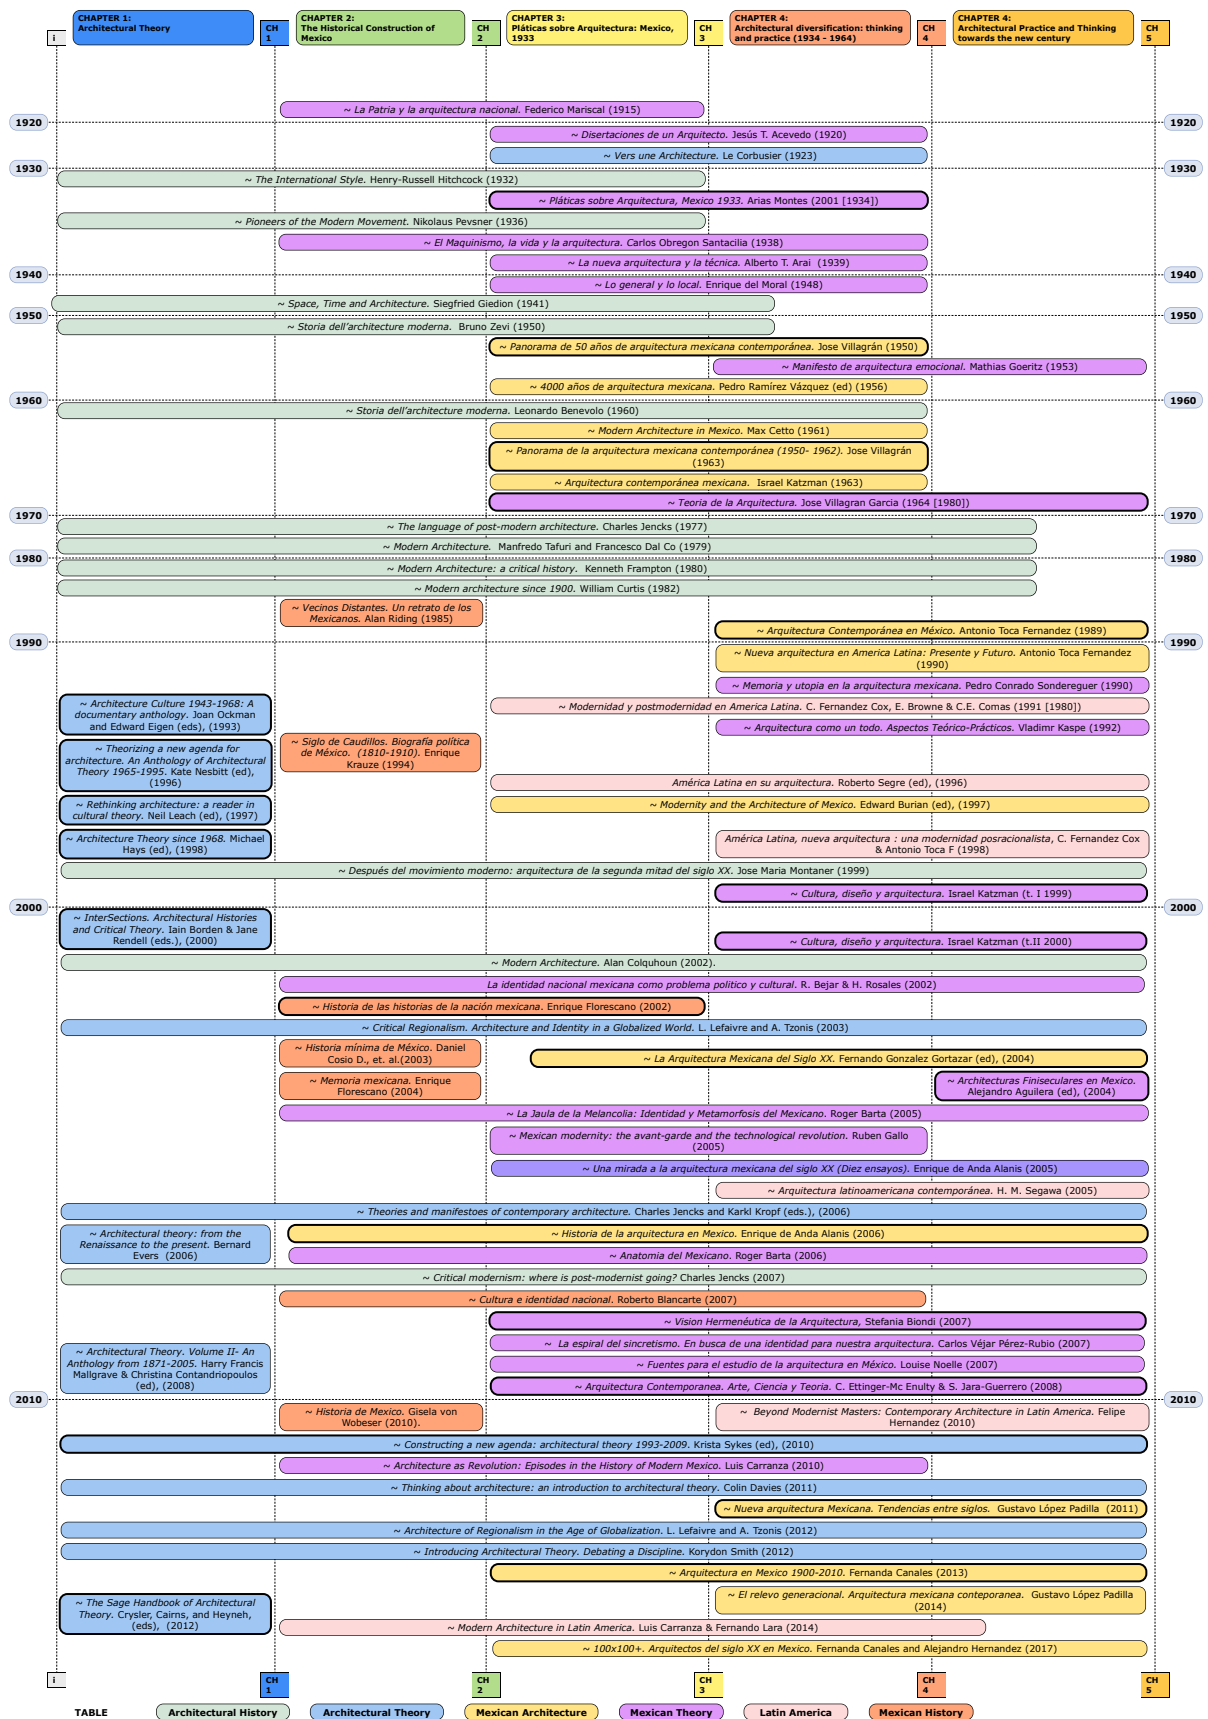 CHAPTER 1:
Architectural Theory
CHAPTER 2:
The Historical Construction of
Mexico
CHAPTER 3:
Pláticas sobre Arquitectura: Mexico,
1933
CHAPTER 4:
Architectural diversification: thinking
and practice (1934 - 1964)
CHAPTER 4:
Architectural Practice and Thinking
towards the new century
i
CH
1
CH
2
CH
3
CH
4
CH
5
~ La Patria y la arquitectura nacional. Federico Mariscal (1915)
1920
1920
~ Disertaciones de un Arquitecto. Jesús T. Acevedo (1920)
~ Vers une Architecture. Le Corbusier (1923)
1930
1930
~ The International Style. Henry-Russell Hitchcock (1932)
~ Pláticas sobre Arquitectura, Mexico 1933. Arias Montes (2001 [1934])
~ Pioneers of the Modern Movement. Nikolaus Pevsner (1936)
~ El Maquinismo, la vida y la arquitectura. Carlos Obregon Santacilia (1938)
~ La nueva arquitectura y la técnica. Alberto T. Arai (1939)
1940
1940
~ Lo general y lo local. Enrique del Moral (1948)
~ Space, Time and Architecture. Siegfried Giedion (1941)
1950
1950
~ Storia dell'architecture moderna. Bruno Zevi (1950)
~ Panorama de 50 años de arquitectura mexicana contemporánea. Jose Villagrán (1950)
~ Manifesto de arquitectura emocional. Mathias Goeritz (1953)
~ 4000 años de arquitectura mexicana. Pedro Ramírez Vázquez (ed) (1956)
1960
1960
~ Storia dell'architecture moderna. Leonardo Benevolo (1960)
~ Modern Architecture in Mexico. Max Cetto (1961)
~ Panorama de la arquitectura mexicana contemporánea (1950- 1962). Jose Villagrán
(1963)
~ Arquitectura contemporánea mexicana. Israel Katzman (1963)
~ Teoria de la Arquitectura. Jose Villagran Garcia (1964 [1980])
1970
1970
~ The language of post-modern architecture. Charles Jencks (1977)
~ Modern Architecture. Manfredo Tafuri and Francesco Dal Co (1979)
1980
1980
~ Modern Architecture: a critical history. Kenneth Frampton (1980)
~ Modern architecture since 1900. William Curtis (1982)
~ Vecinos Distantes. Un retrato de los
Mexicanos. Alan Riding (1985)
~ Arquitectura Contemporánea en México. Antonio Toca Fernandez (1989)
1990
1990
~ Nueva arquitectura en America Latina: Presente y Futuro. Antonio Toca Fernandez
(1990)
~ Memoria y utopia en la arquitectura mexicana. Pedro Conrado Sondereguer (1990)
~ Architecture Culture 1943-1968: A
documentary anthology. Joan Ockman
and Edward Eigen (eds), (1993)
~ Modernidad y postmodernidad en America Latina. C. Fernandez Cox, E. Browne & C.E. Comas (1991 [1980])
~ Arquitectura como un todo. Aspectos Teórico-Prácticos. Vladimr Kaspe (1992)
~ Siglo de Caudillos. Biografía política
de México. (1810-1910). Enrique
Krauze (1994)
~ Theorizing a new agenda for
architecture. An Anthology of Architectural
Theory 1965-1995. Kate Nesbitt (ed),
(1996)
América Latina en su arquitectura. Roberto Segre (ed), (1996)
~ Rethinking architecture: a reader in
cultural theory. Neil Leach (ed), (1997)
~ Modernity and the Architecture of Mexico. Edward Burian (ed), (1997)
~ Architecture Theory since 1968. Michael
Hays (ed), (1998)
América Latina, nueva arquitectura : una modernidad posracionalista, C. Fernandez Cox
& Antonio Toca F (1998)
~ Después del movimiento moderno: arquitectura de la segunda mitad del siglo XX. Jose Maria Montaner (1999)
~ Cultura, diseño y arquitectura. Israel Katzman (t. I 1999)
2000
2000
~ InterSections. Architectural Histories
and Critical Theory. Iain Borden & Jane
Rendell (eds.), (2000)
~ Cultura, diseño y arquitectura. Israel Katzman (t.II 2000)
~ Modern Architecture. Alan Colquhoun (2002).
La identidad nacional mexicana como problema politico y cultural. R. Bejar & H. Rosales (2002)
~ Historia de las historias de la nación mexicana. Enrique Florescano (2002)
~ Critical Regionalism. Architecture and Identity in a Globalized World. L. Lefaivre and A. Tzonis (2003)
~ Historia mínima de México. Daniel
Cosio D., et. al.(2003)
~ La Arquitectura Mexicana del Siglo XX. Fernando Gonzalez Gortazar (ed), (2004)
~ Memoria mexicana. Enrique
Florescano (2004)
~ Architecturas Finiseculares en Mexico.
Alejandro Aguilera (ed), (2004)
~ La Jaula de la Melancolia: Identidad y Metamorfosis del Mexicano. Roger Barta (2005)
~ Mexican modernity: the avant-garde and the technological revolution. Ruben Gallo
(2005)
~ Una mirada a la arquitectura mexicana del siglo XX (Diez ensayos). Enrique de Anda Alanis (2005)
~ Arquitectura latinoamericana contemporánea. H. M. Segawa (2005)
~ Theories and manifestoes of contemporary architecture. Charles Jencks and Karkl Kropf (eds.), (2006)
~ Architectural theory: from the
Renaissance to the present. Bernard
Evers (2006)
~ Historia de la arquitectura en Mexico. Enrique de Anda Alanis (2006)
~ Anatomia del Mexicano. Roger Barta (2006)
~ Critical modernism: where is post-modernist going? Charles Jencks (2007)
~ Cultura e identidad nacional. Roberto Blancarte (2007)
~ Vision Hermenéutica de la Arquitectura, Stefania Biondi (2007)
~ La espiral del sincretismo. En busca de una identidad para nuestra arquitectura. Carlos Véjar Pérez-Rubio (2007)
~ Architectural Theory. Volume II- An
Anthology from 1871-2005. Harry Francis
Mallgrave & Christina Contandriopoulos
(ed), (2008)
~ Fuentes para el estudio de la arquitectura en México. Louise Noelle (2007)
~ Arquitectura Contemporanea. Arte, Ciencia y Teoria. C. Ettinger-Mc Enulty & S. Jara-Guerrero (2008)
2010
2010
~ Historia de Mexico. Gisela von
Wobeser (2010).
~ Beyond Modernist Masters: Contemporary Architecture in Latin America. Felipe
Hernandez (2010)
~ Constructing a new agenda: architectural theory 1993-2009. Krista Sykes (ed), (2010)
~ Architecture as Revolution: Episodes in the History of Modern Mexico. Luis Carranza (2010)
~ Thinking about architecture: an introduction to architectural theory. Colin Davies (2011)
~ Nueva arquitectura Mexicana. Tendencias entre siglos. Gustavo López Padilla (2011)
~ Architecture of Regionalism in the Age of Globalization. L. Lefaivre and A. Tzonis (2012)
~ Introducing Architectural Theory. Debating a Discipline. Korydon Smith (2012)
~ Arquitectura en Mexico 1900-2010. Fernanda Canales (2013)
~ The Sage Handbook of Architectural
Theory. Crysler, Cairns, and Heyneh,
(eds), (2012)
~ El relevo generacional. Arquitectura mexicana conteporanea. Gustavo López Padilla
(2014)
~ Modern Architecture in Latin America. Luis Carranza & Fernando Lara (2014)
~ 100x100+. Arquitectos del siglo XX en Mexico. Fernanda Canales and Alejandro Hernandez (2017)
i
CH
1
CH
2
CH
3
CH
4
CH
5
TABLE
Architectural History
Architectural Theory
Mexican Architecture
Mexican Theory
Latin America
Mexican History